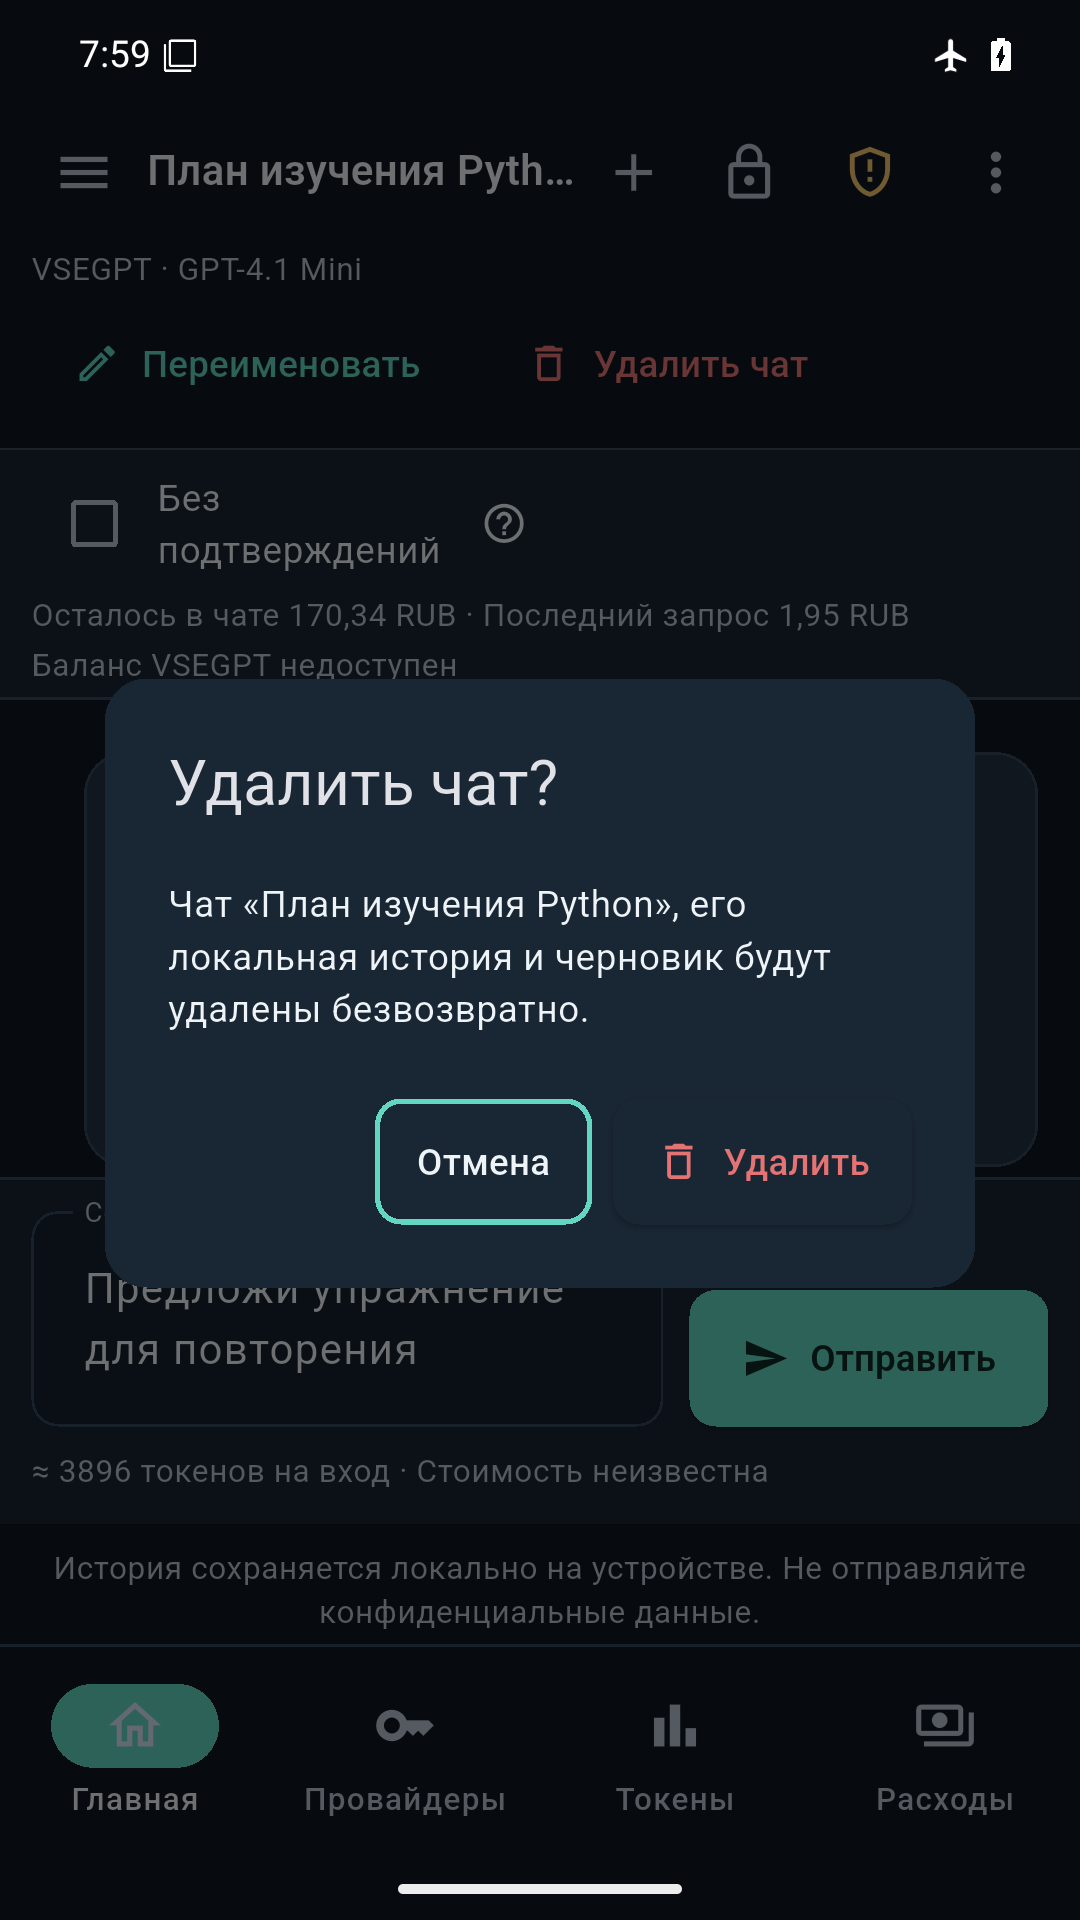 7:59
План изучения Pyth...
VSEGPT · GPT-4.1 Mini
Переименовать
Удалить чат
Без
подтверждений
Осталось в чате 170,34 RUB · Последний запрос 1,95 RUB
Баланс VSEGPT недоступен
Удалить чат?
Чат «План изучения Python», его
локальная история и черновик будут
удалены безвозвратно.
Отмена
Удалить
Предложи упражнение
для повторения
Отправить
≈ 3896 токенов на вход · Стоимость неизвестна
История сохраняется локально на устройстве. Не отправляйте
конфиденциальные данные.
Главная
Провайдеры
Токены
Расходы